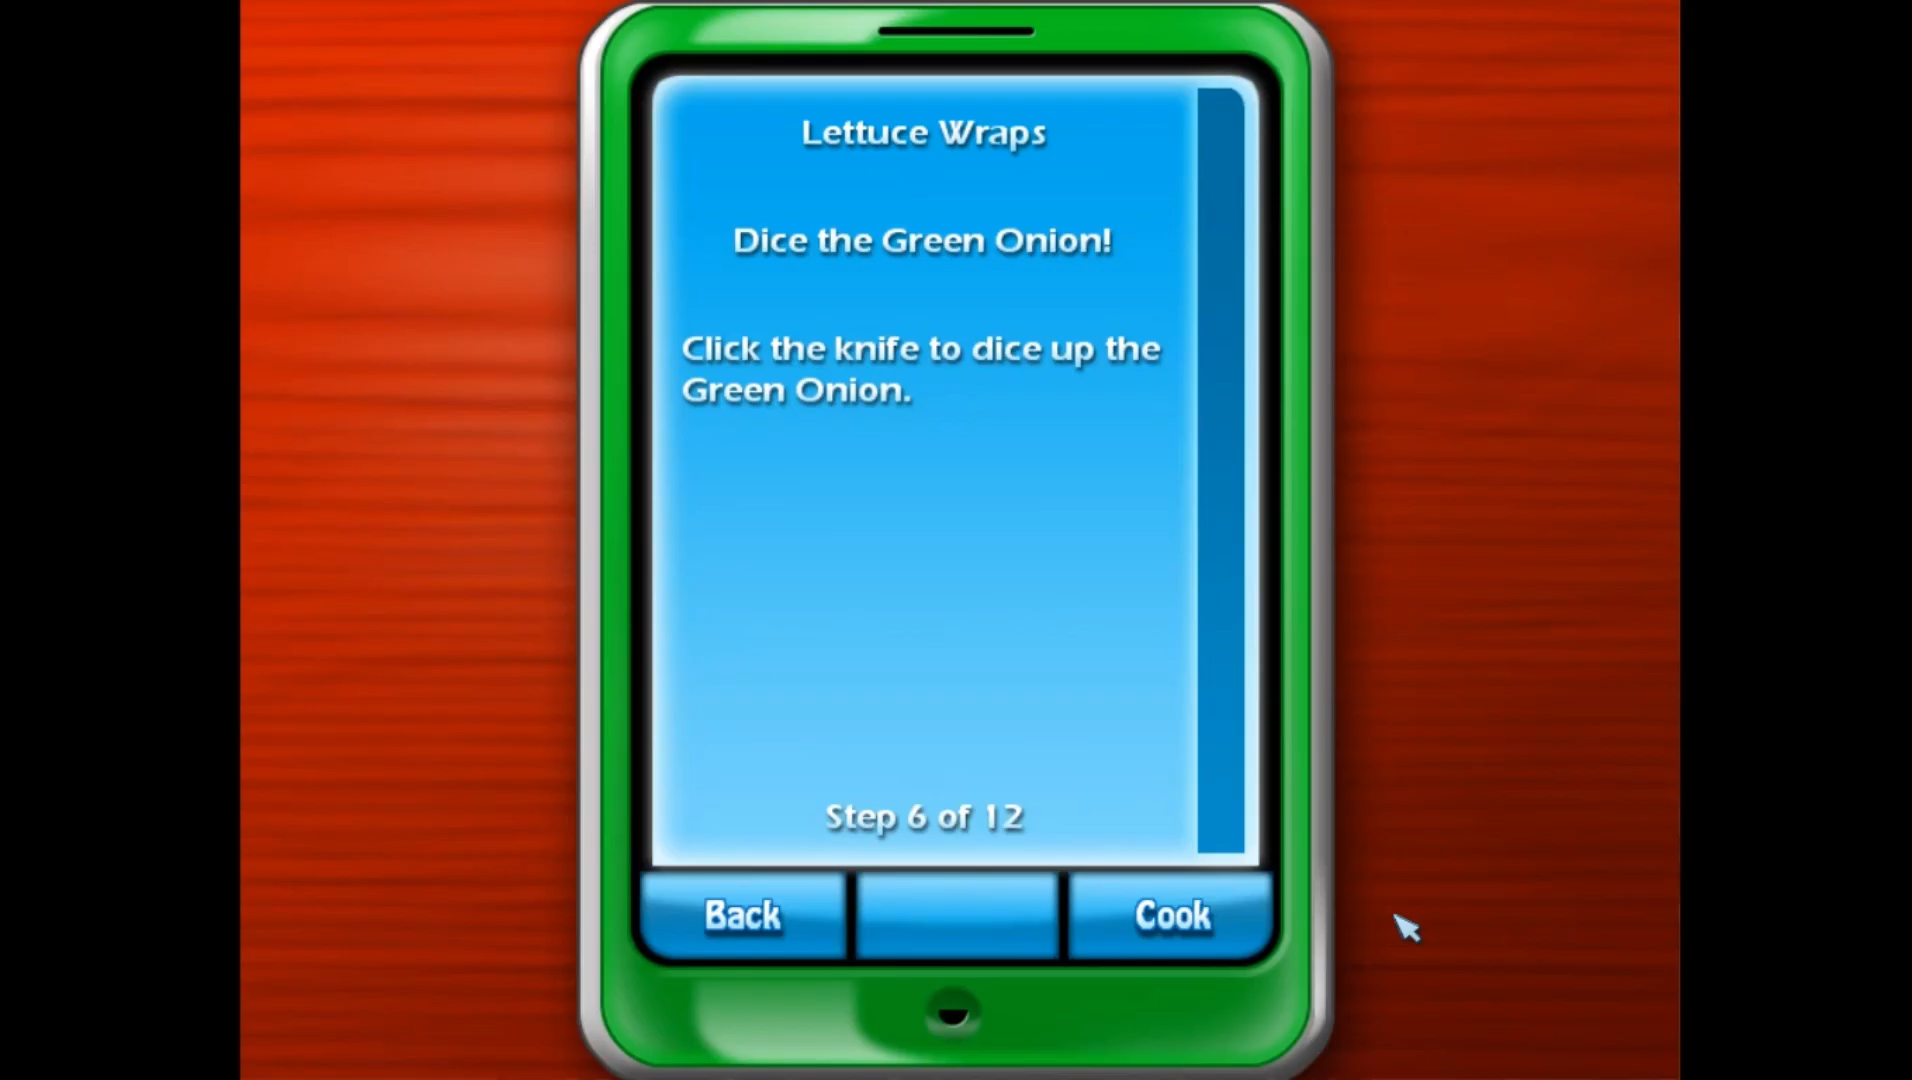 Lettuce Wraps
Dice the Green Onion!
Click the knife to dice up the
Green Onion.
Step 6 of 12
Back
Cook